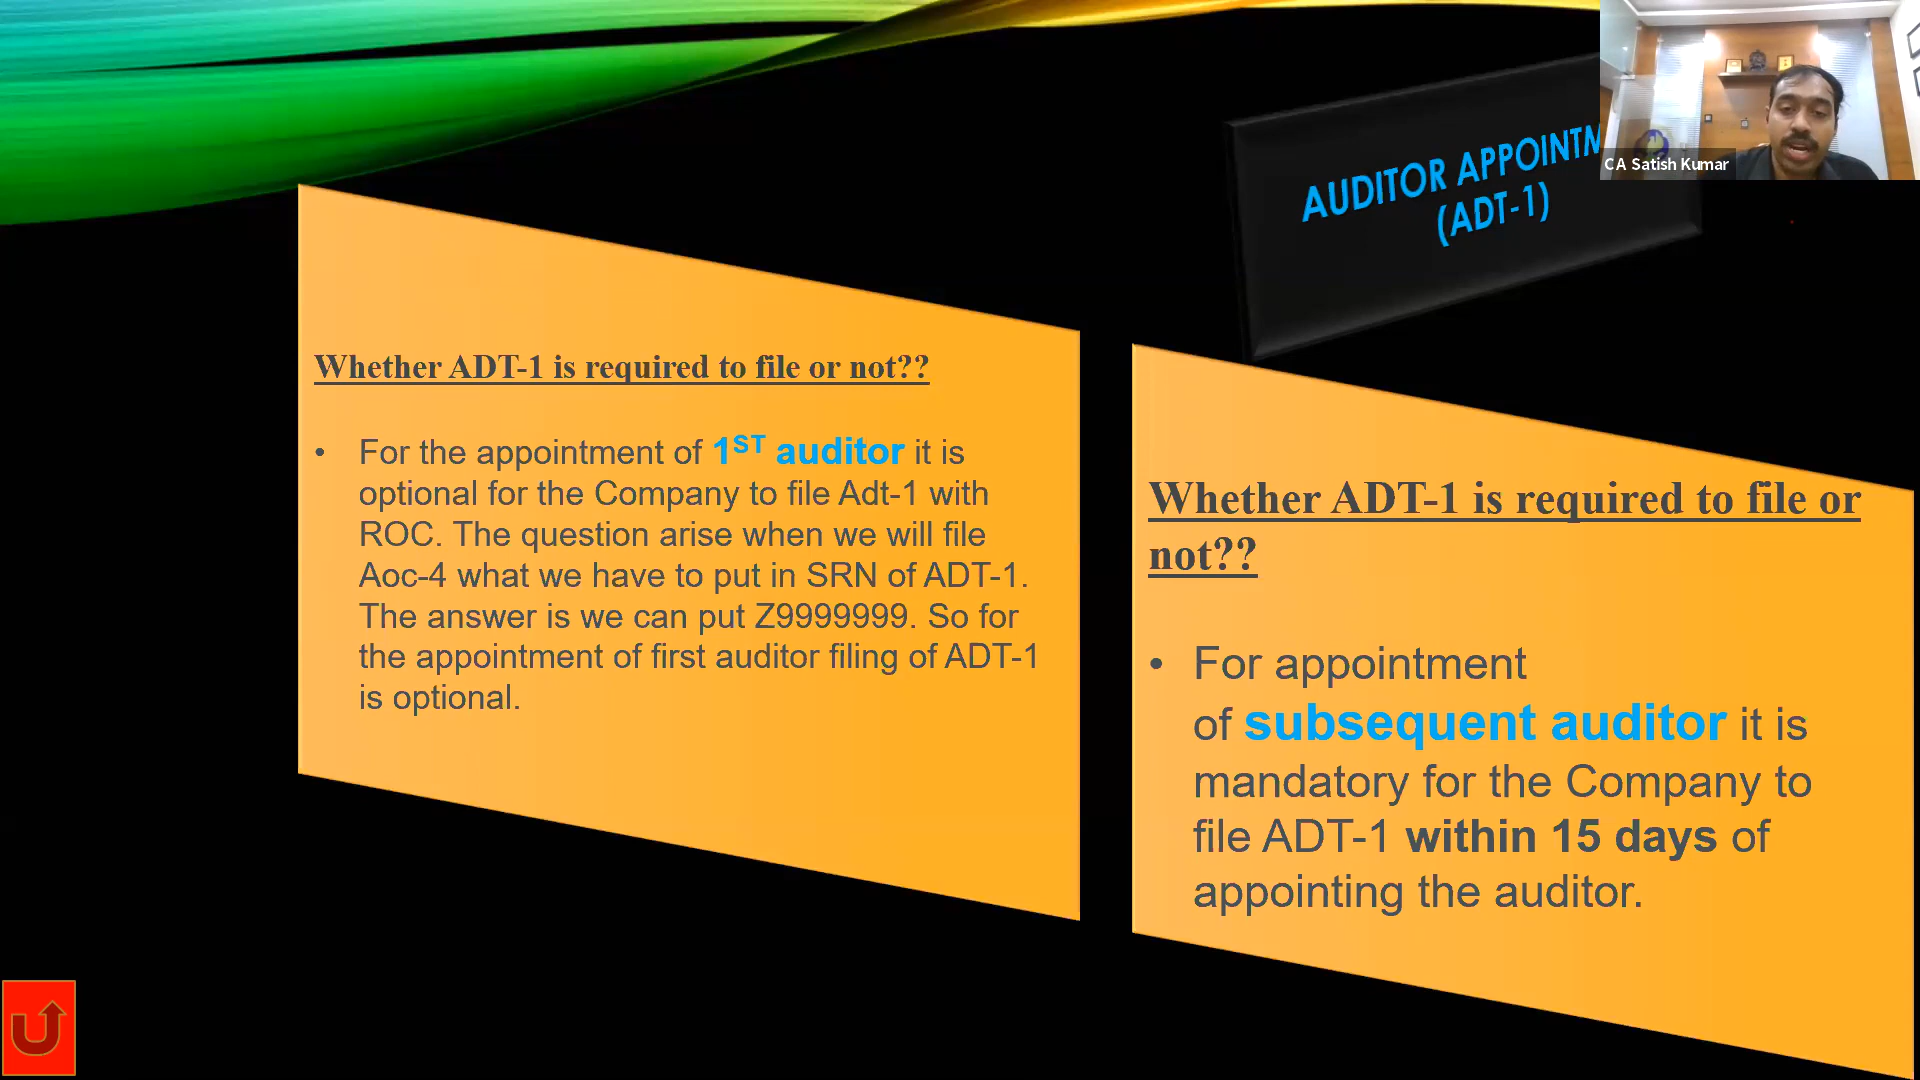 CA Satish Kumar
AUDITOR APPOINTM
(ADT-1)
Whether ADT-1 is required to file or not??
• For the appointment of 1ST auditor it is
optional for the Company to file Adt-1 with
ROC. The question arise when we will file
Aoc-4 what we have to put in SRN of ADT-1.
The answer is we can put Z9999999. So for
the appointment of first auditor filing of ADT-1
is optional.
Whether ADT-1 is required to file or
not??
• For appointment
of subsequent auditor it is
mandatory for the Company to
file ADT-1 within 15 days of
appointing the auditor.